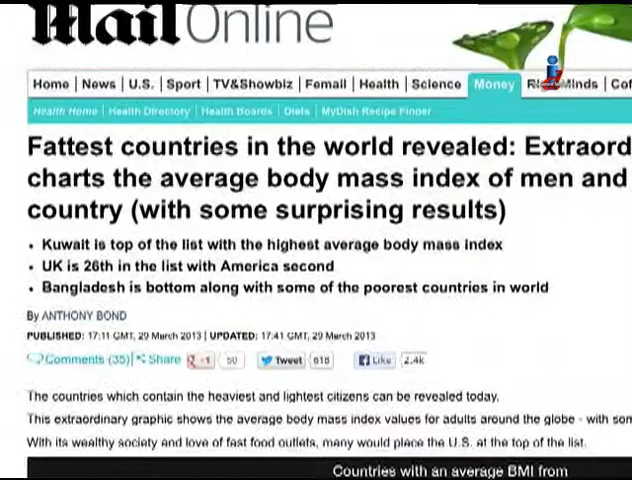 Mail Online
Home News U.S. Sport TV&Showbiz Femail Health Science Money
Health Home Health Directory Health Boards Diets MyDish Recipe Finder
Fattest countries in the world revealed: Extraord
charts the average body mass index of men and
country (with some surprising results)
• Kuwait is top of the list with the highest average body mass index
• UK is 26th in the list with America second
• Bangladesh is bottom along with some of the poorest countries in world
By ANTHONY BOND
PUBLISHED: 17:11 GMT, 29 March 2013 | UPDATED: 17:41 GMT, 29 March 2013
Comments (35) Share +1 50 Tweet 618 Like 2.4k
The countries which contain the heaviest and lightest citizens can be revealed today.
This extraordinary graphic shows the average body mass index values for adults around the globe - with som
With its wealthy society and love of fast food outlets, many would place the U.S. at the top of the list.
Countries with an average BMI from